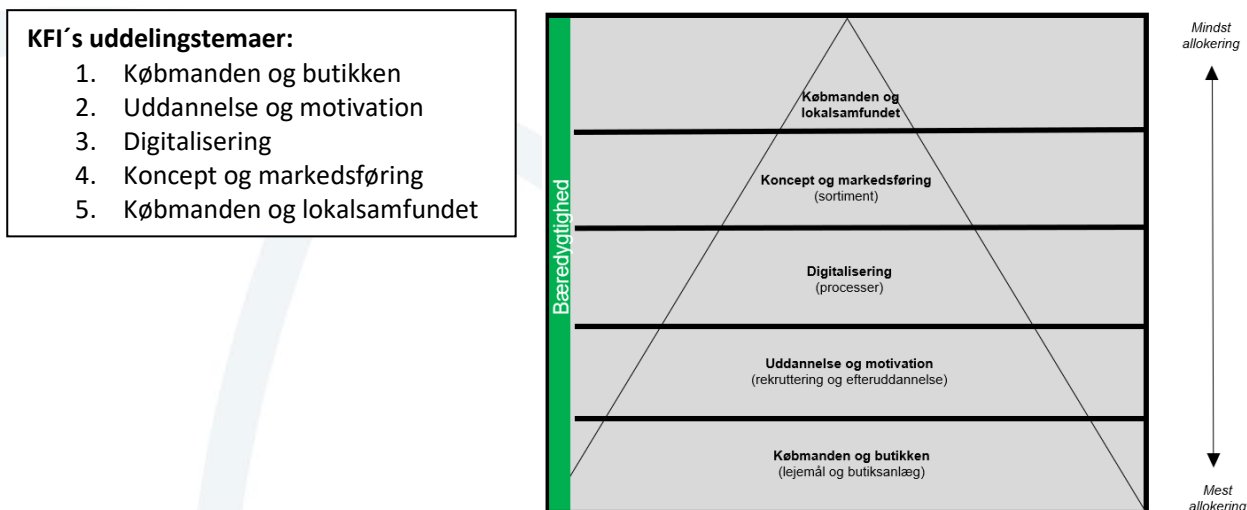 KFI´s uddelingstemaer:
1. Købmanden og butikken
2. Uddannelse og motivation
3. Digitalisering
4. Koncept og markedsføring
5. Købmanden og lokalsamfundet
Bæredygtighed
Købmanden og
lokalsamfundet
Koncept og markedsføring
(sortiment)
Digitalisering
(processer)
Uddannelse og motivation
(rekruttering og efteruddannelse)
Købmanden og butikken
(lejemål og butiksanlæg)
Mindst
allokering
Mest
allokering